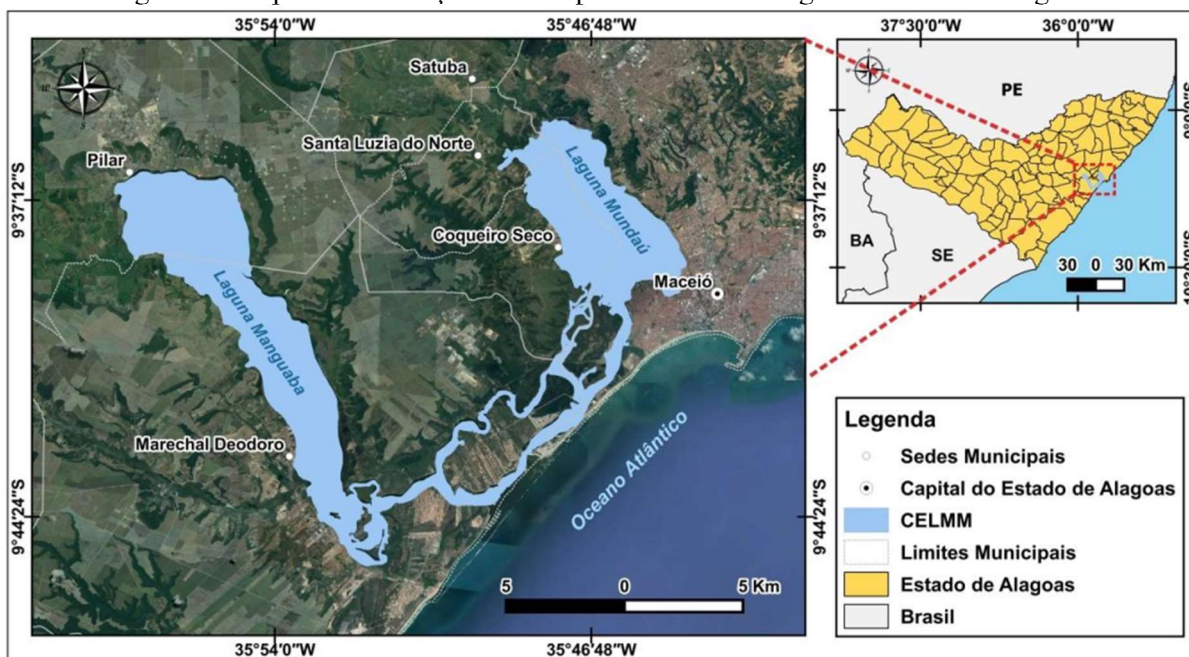 35°54'0"W
35°46'48"W
37°30'0"W
36°0'0"W
Satuba
Santa Luzia do Norte
Pilar
Laguna Mundaú
Coqueiro Seco
Maceió
Laguna Manguaba
Marechal Deodoro
Oceano Atlântico
9°37'12"S
9°44'24"S
5 0 5 Km
35°54'0"W
35°46'48"W
9°37'12"S
9°44'24"S
PE
BA
SE
30 0 30 Km
Legenda
Sedes Municipais
Capital do Estado de Alagoas
CELMM
Limites Municipais
Estado de Alagoas
Brasil